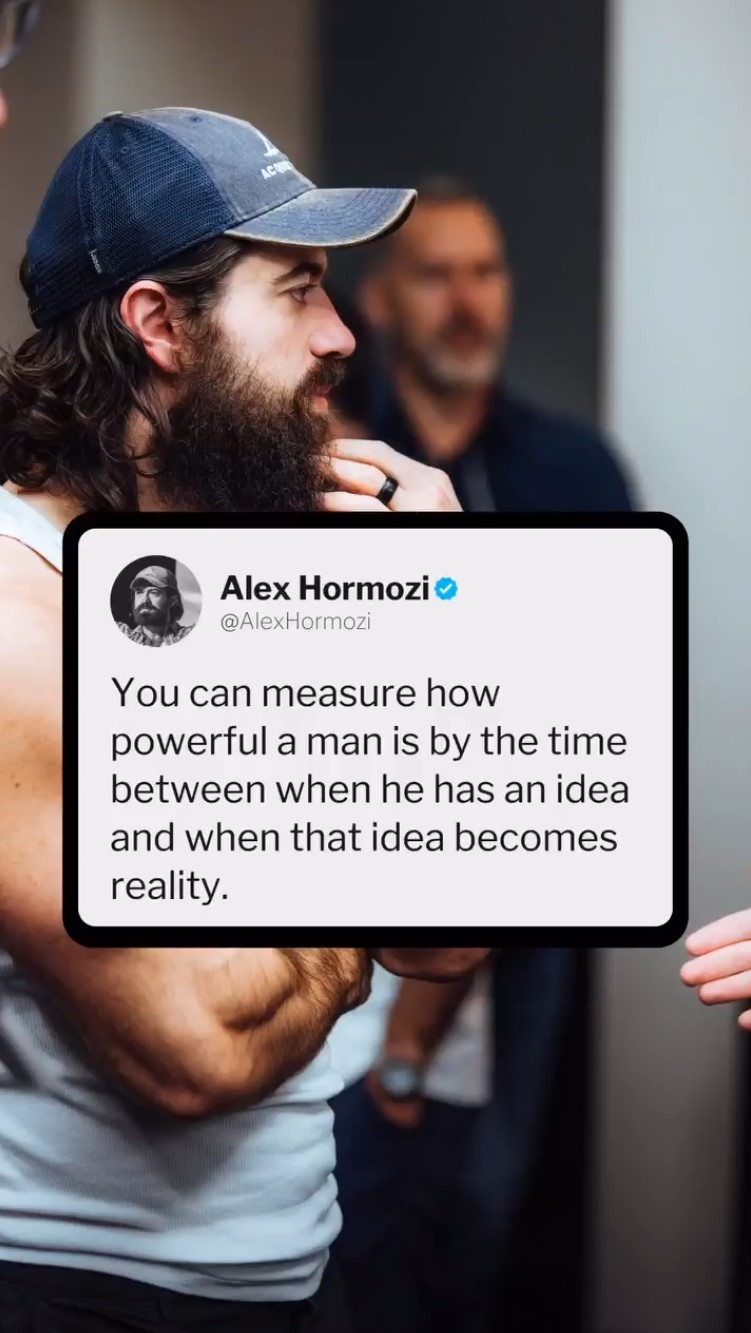 Alex Hormozi
@AlexHormozi
You can measure how
powerful a man is by the time
between when he has an idea
and when that idea becomes
reality.